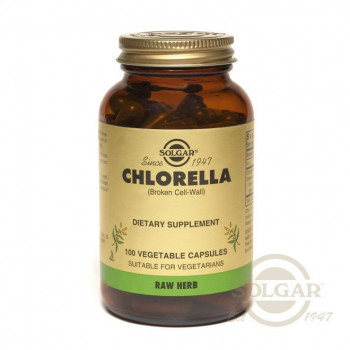 SOLGAR®
Since 1947
CHLORELLA
(Broken Cell-Wall)
DIETARY SUPPLEMENT
100 VEGETABLE CAPSULES
SUITABLE FOR VEGETARIANS
RAW HERB
SOLGAR®
1947